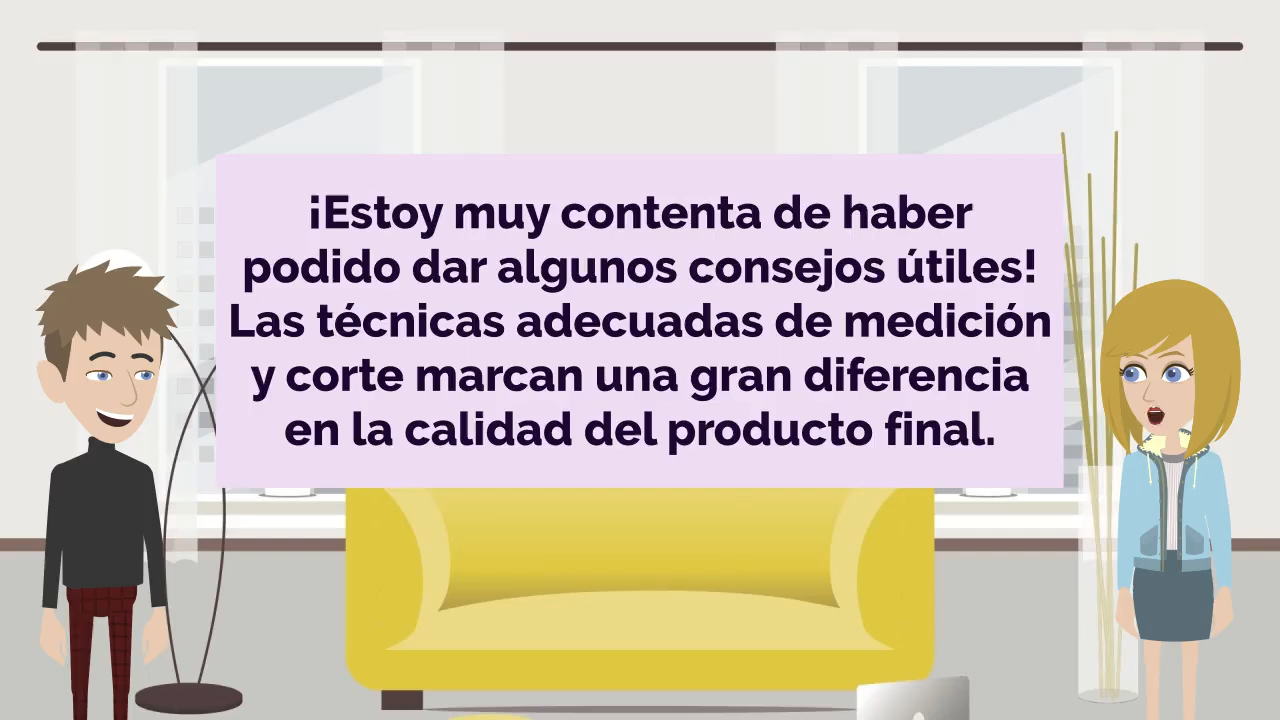 ¡Estoy muy contenta de haber
podido dar algunos consejos útiles!
Las técnicas adecuadas de medición
y corte marcan una gran diferencia
en la calidad del producto final.